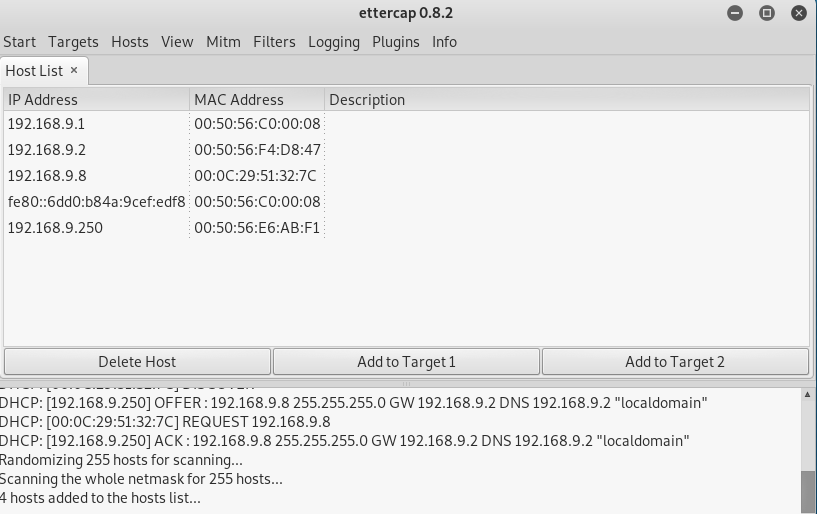 ettercap 0.8.2
Start Targets Hosts View Mitm Filters Logging Plugins Info
Host List ×
IP Address MAC Address Description
192.168.9.1 00:50:56:C0:00:08
192.168.9.2 00:50:56:F4:D8:47
192.168.9.8 00:0C:29:51:32:7C
fe80::6dd0:b84a:9cef:edf8 00:50:56:C0:00:08
192.168.9.250 00:50:56:E6:AB:F1
Delete Host Add to Target 1 Add to Target 2
DHCP: [00:0C:29:51:32:7C] DISCOVER
DHCP: [192.168.9.250] OFFER : 192.168.9.8 255.255.255.0 GW 192.168.9.2 DNS 192.168.9.2 "localdomain"
DHCP: [00:0C:29:51:32:7C] REQUEST 192.168.9.8
DHCP: [192.168.9.250] ACK : 192.168.9.8 255.255.255.0 GW 192.168.9.2 DNS 192.168.9.2 "localdomain"
Randomizing 255 hosts for scanning...
Scanning the whole netmask for 255 hosts...
4 hosts added to the hosts list...